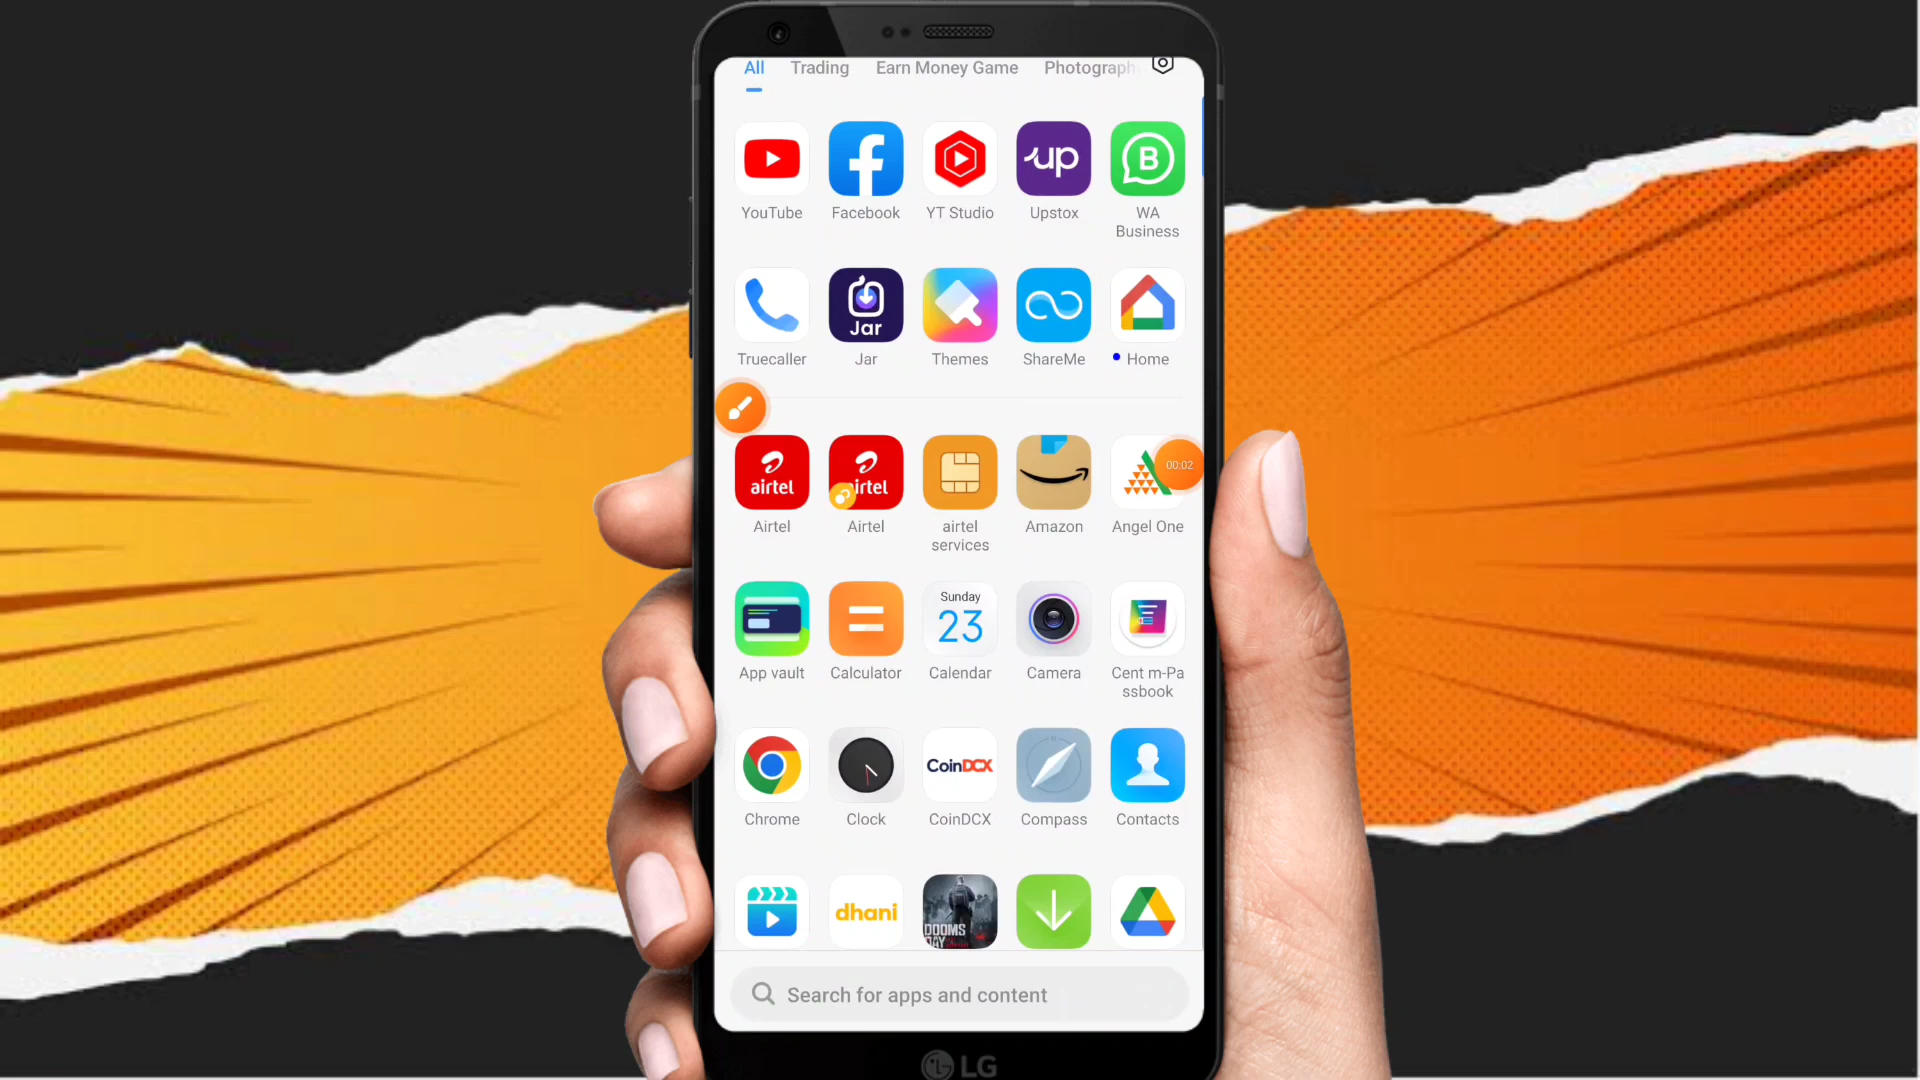 All Trading Earn Money Game Photograph
up
B
YouTube Facebook YT Studio Upstox WA
Business
Jar
Truecaller Jar Themes ShareMe Home
airtel airtel
00:02
Airtel Airtel airtel Amazon Angel One
services
Sunday
23
App vault Calculator Calendar Camera Cent m-Pa
ssbook
CoinDCX
Chrome Clock CoinDCX Compass Contacts
dhani
DOOMS
DAY
Search for apps and content
LG